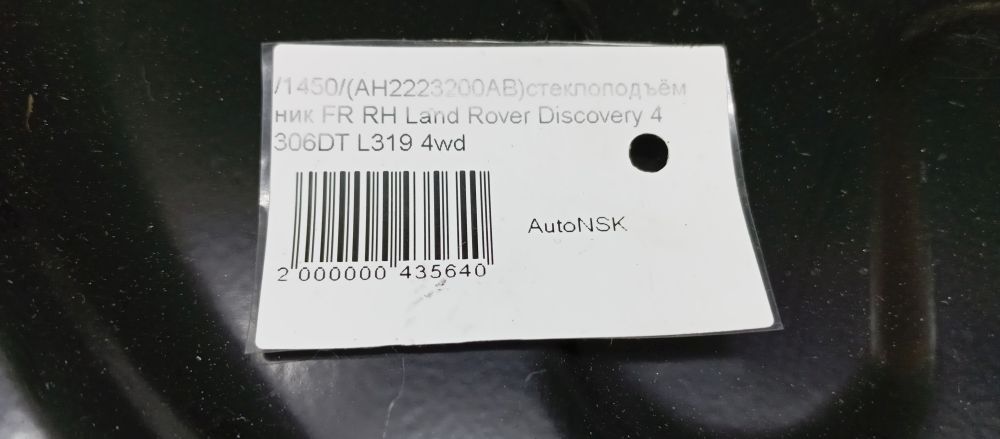 /1450/(AH2223200AB)стеклоподъём
ник FR RH Land Rover Discovery 4
306DT L319 4wd
AutoNSK
2 000000 435640